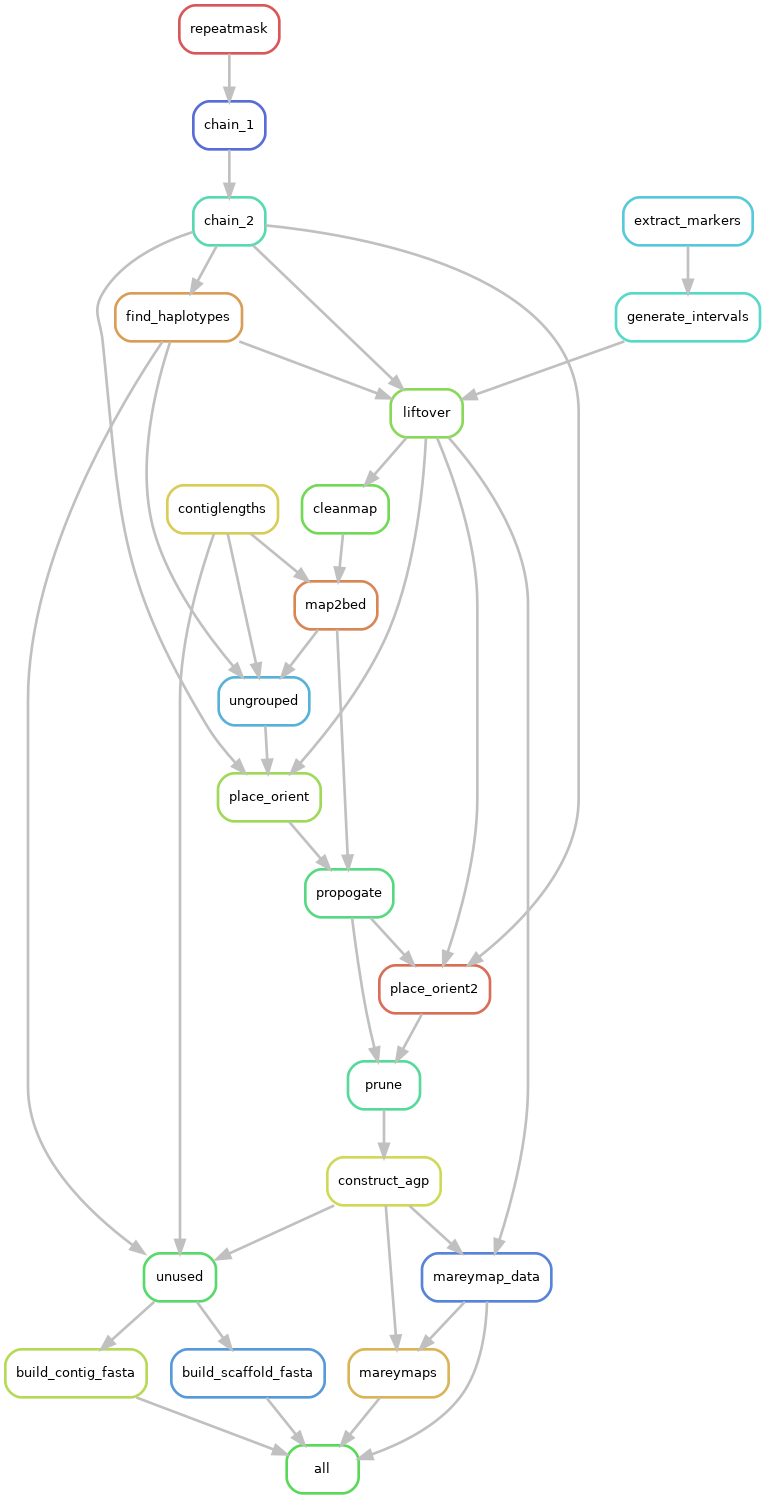 repeatmask
chain_1
chain_2
extract_markers
find_haplotypes
generate_intervals
liftover
contiglengths
cleanmap
map2bed
ungrouped
place_orient
propogate
place_orient2
prune
construct_agp
unused
mareymap_data
build_contig_fasta
build_scaffold_fasta
mareymaps
all